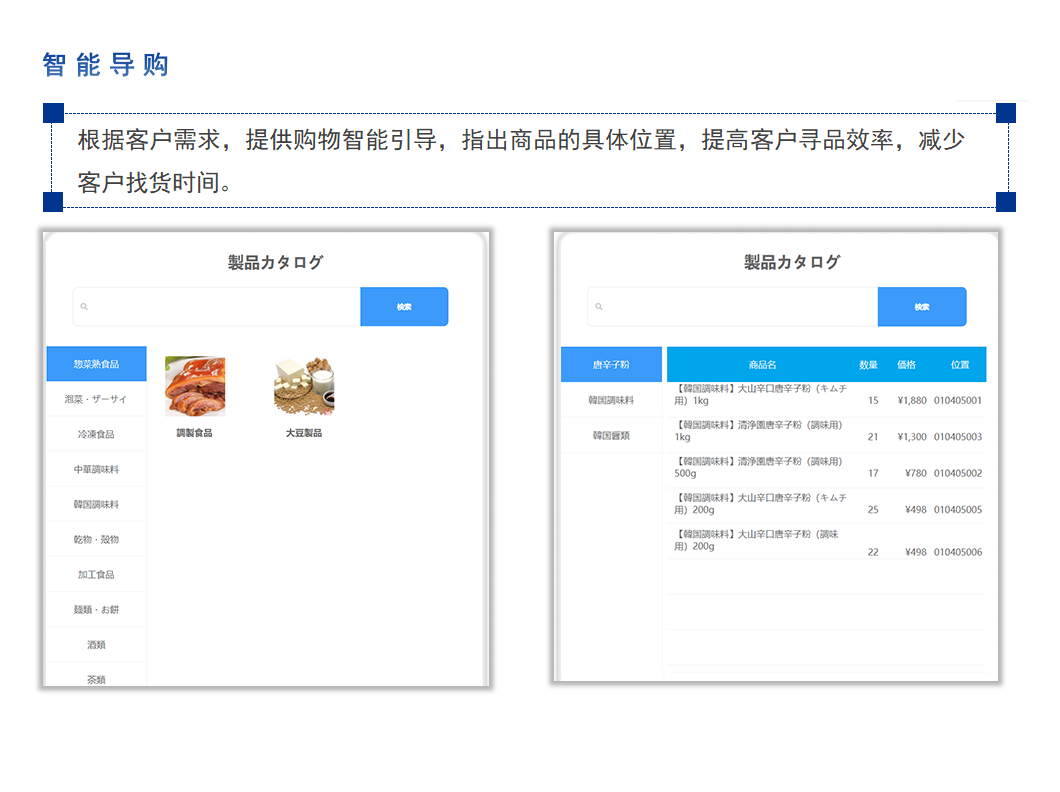 智能导购
根据客户需求，提供购物智能引导，指出商品的具体位置，提高客户寻品效率，减少
客户找货时间。
製品カタログ
検索
惣菜熟食品
泡菜・ザーサイ
冷凍食品
中華調味料
韓国調味料
乾物・殻物
加工食品
麺類・お餅
酒類
茶類
調製食品
大豆製品
製品カタログ
検索
唐辛子粉
韓国調味料
韓国醤類
商品名 数量 価格 位置
【韓国調味料】大山辛口唐辛子粉（キムチ
用）1kg 15 ¥1,880 010405001
【韓国調味料】清浄園唐辛子粉（調味用)
1kg 21 ¥1,300 010405003
【韓国調味料】清浄園唐辛子粉（調味用）
500g 17 ¥780 010405002
【韓国調味料】大山辛口唐辛子粉（キムチ
用）200g 25 ¥498 010405005
【韓国調味料】大山辛口唐辛子粉（調味
用）200g 22 ¥498 010405006